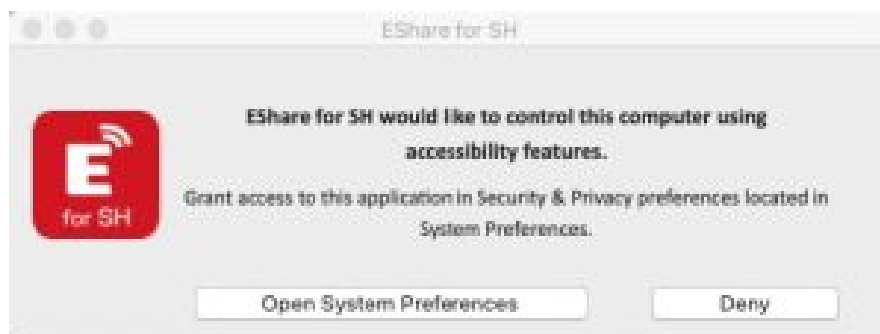 EShare for SH
EShare for SH would like to control this computer using
accessibility features.
E
for SH
Grant access to this application in Security & Privacy preferences located in
System Preferences.
Open System Preferences
Deny